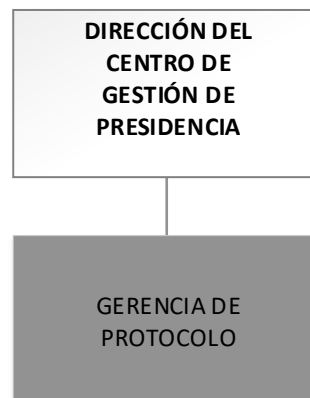 DIRECCIÓN DEL
CENTRO DE
GESTIÓN DE
PRESIDENCIA
GERENCIA DE
PROTOCOLO